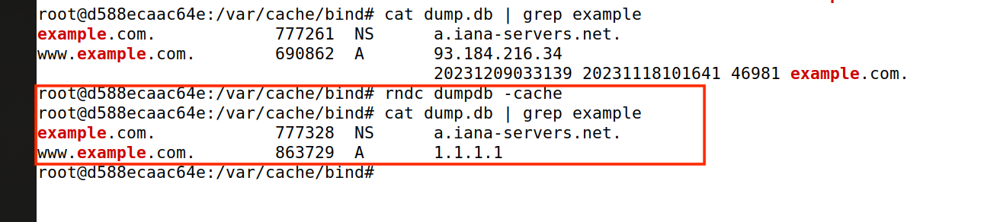 root@d588ecaac64e:/var/cache/bind# cat dump.db | grep example
example.com.            777261  NS      a.iana-servers.net.
www.example.com.        690862  A       93.184.216.34
                                        20231209033139 20231118101641 46981 example.com.
root@d588ecaac64e:/var/cache/bind# rndc dumpdb -cache
root@d588ecaac64e:/var/cache/bind# cat dump.db | grep example
example.com.            777328  NS      a.iana-servers.net.
www.example.com.        863729  A       1.1.1.1
root@d588ecaac64e:/var/cache/bind#